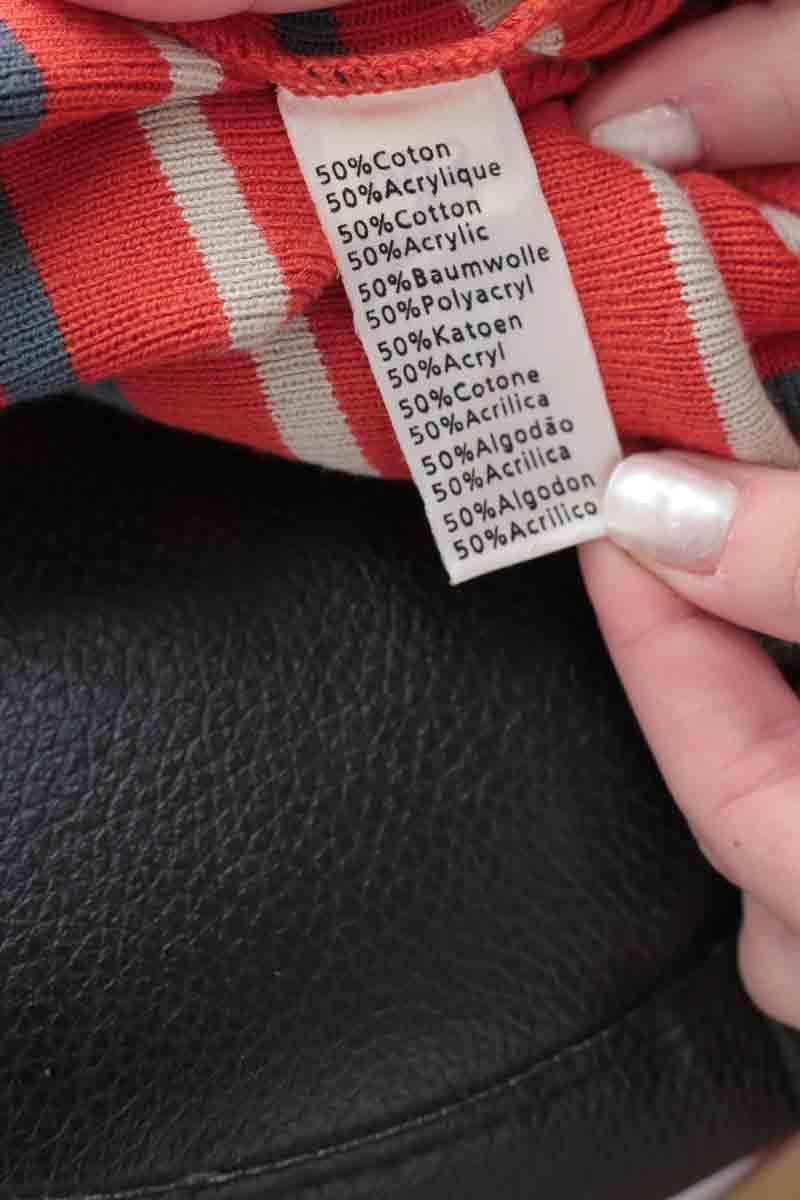 50%Coton
50%Acrylique
50%Cotton
50%Acrylic
50%Baumwolle
50%Polyacryl
50%Katoen
50%Acryl
50%Cotone
50%Acrilica
50%Algodão
50%Acrilica
50%Algodon
50%Acrilico